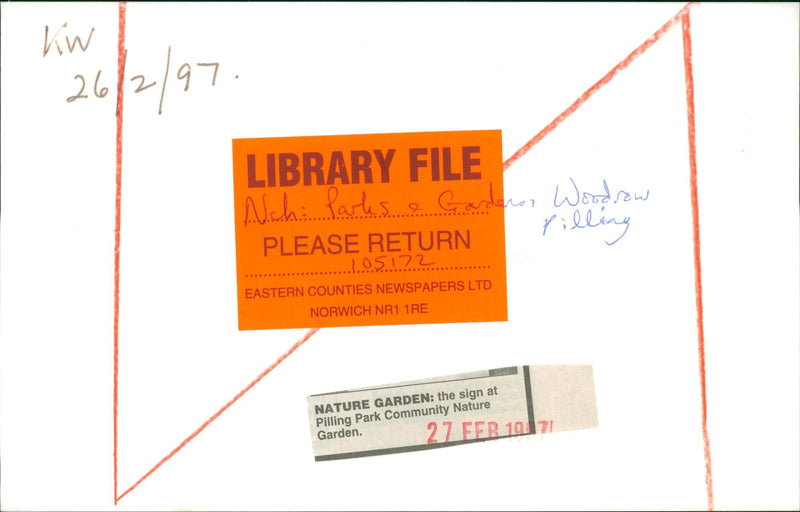 KW
26/2/97.
LIBRARY FILE
Nch: Parks & Gardens: Woodrow
Pilling
PLEASE RETURN
105172
EASTERN COUNTIES NEWSPAPERS LTD
NORWICH NR1 1RE
NATURE GARDEN: the sign at
Pilling Park Community Nature
Garden.
27 FEB 1997